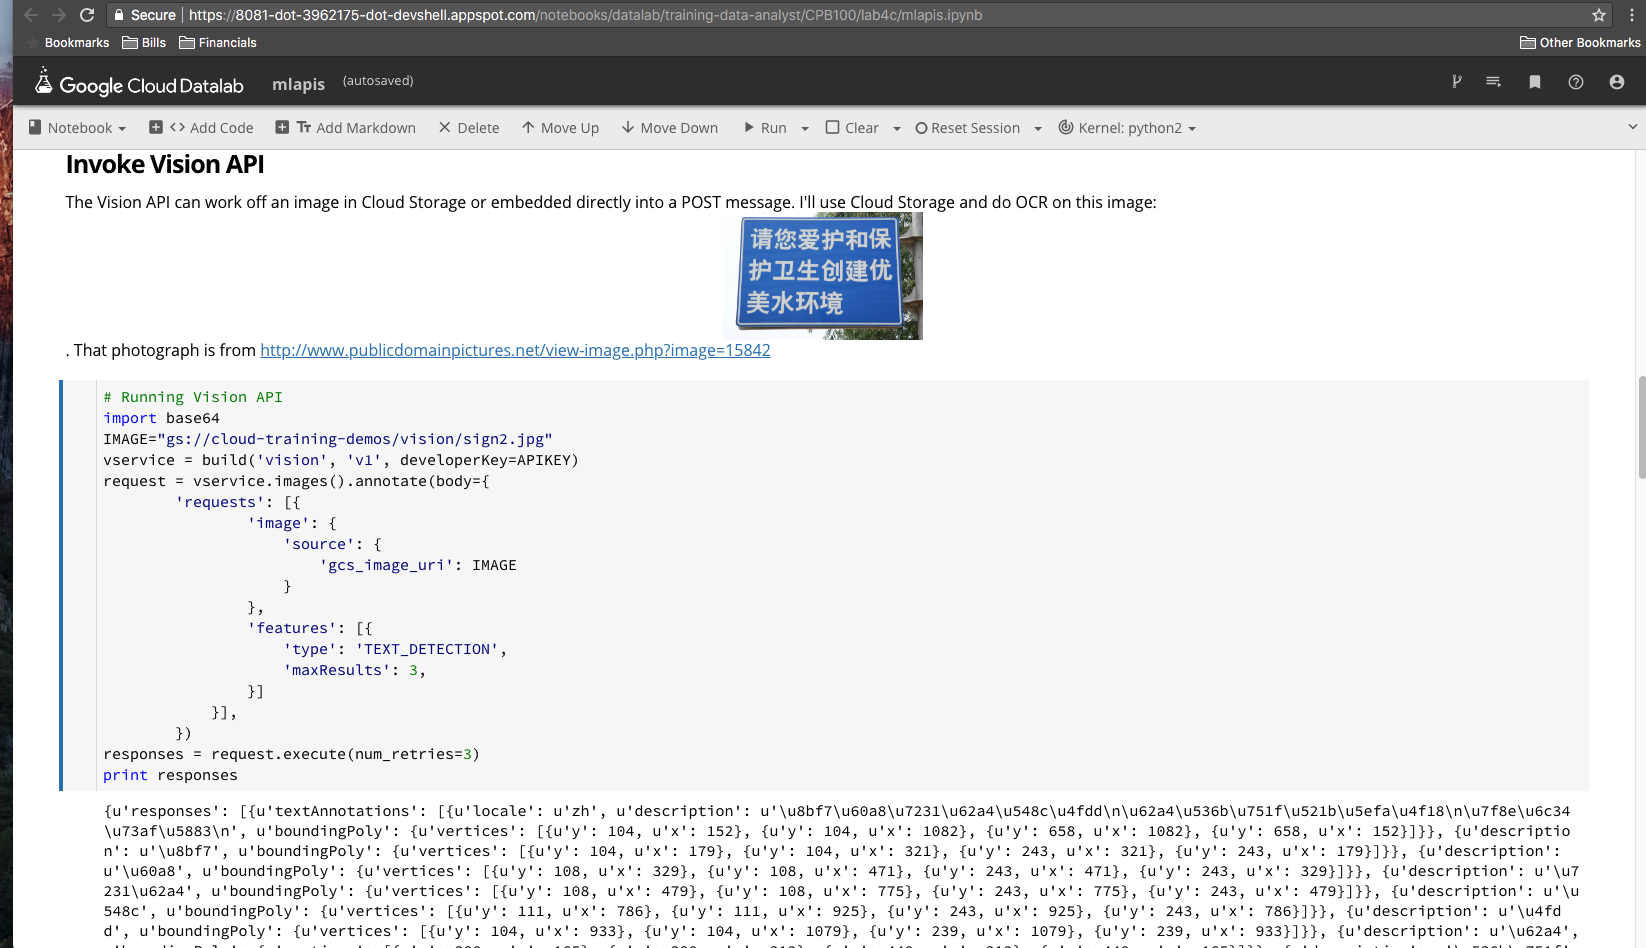 Secure https://8081-dot-3962175-dot-devshell.appspot.com/notebooks/datalab/training-data-analyst/CPB100/lab4c/mlapis.ipynb
Bookmarks Bills Financials Other Bookmarks
Google Cloud Datalab mlapis (autosaved)
Notebook Add Code Add Markdown Delete Move Up Move Down Run Clear Reset Session Kernel: python2
Invoke Vision API
The Vision API can work off an image in Cloud Storage or embedded directly into a POST message. I'll use Cloud Storage and do OCR on this image:
请您爱护和保
护卫生创建优
美水环境
. That photograph is from http://www.publicdomainpictures.net/view-image.php?image=15842
# Running Vision API
import base64
IMAGE="gs://cloud-training-demos/vision/sign2.jpg"
vservice = build('vision', 'v1', developerKey=APIKEY)
request = vservice.images().annotate(body={
'requests': [{
'image': {
'source': {
'gcs_image_uri': IMAGE
}
},
'features': [{
'type': 'TEXT_DETECTION',
'maxResults': 3,
}]
}],
})
responses = request.execute(num_retries=3)
print responses
{u'responses': [{u'textAnnotations': [{u'locale': u'zh', u'description': u'\u8bf7\u60a8\u7231\u62a4\u548c\u4fdd\n\u62a4\u536b\u751f\u521b\u5efa\u4f18\n\u7f8e\u6c34
\u73af\u5883\n', u'boundingPoly': {u'vertices': [{u'y': 104, u'x': 152}, {u'y': 104, u'x': 1082}, {u'y': 658, u'x': 1082}, {u'y': 658, u'x': 152}]}}, {u'descriptio
n': u'\u8bf7', u'boundingPoly': {u'vertices': [{u'y': 104, u'x': 179}, {u'y': 104, u'x': 321}, {u'y': 243, u'x': 321}, {u'y': 243, u'x': 179}]}}, {u'description':
u'\u60a8', u'boundingPoly': {u'vertices': [{u'y': 108, u'x': 329}, {u'y': 108, u'x': 471}, {u'y': 243, u'x': 471}, {u'y': 243, u'x': 329}]}}, {u'description': u'\u7
231\u62a4', u'boundingPoly': {u'vertices': [{u'y': 108, u'x': 479}, {u'y': 108, u'x': 775}, {u'y': 243, u'x': 775}, {u'y': 243, u'x': 479}]}}, {u'description': u'\u
548c', u'boundingPoly': {u'vertices': [{u'y': 111, u'x': 786}, {u'y': 111, u'x': 925}, {u'y': 243, u'x': 925}, {u'y': 243, u'x': 786}]}}, {u'description': u'\u4fd
d', u'boundingPoly': {u'vertices': [{u'y': 104, u'x': 933}, {u'y': 104, u'x': 1079}, {u'y': 239, u'x': 1079}, {u'y': 239, u'x': 933}]}}, {u'description': u'\u62a4',